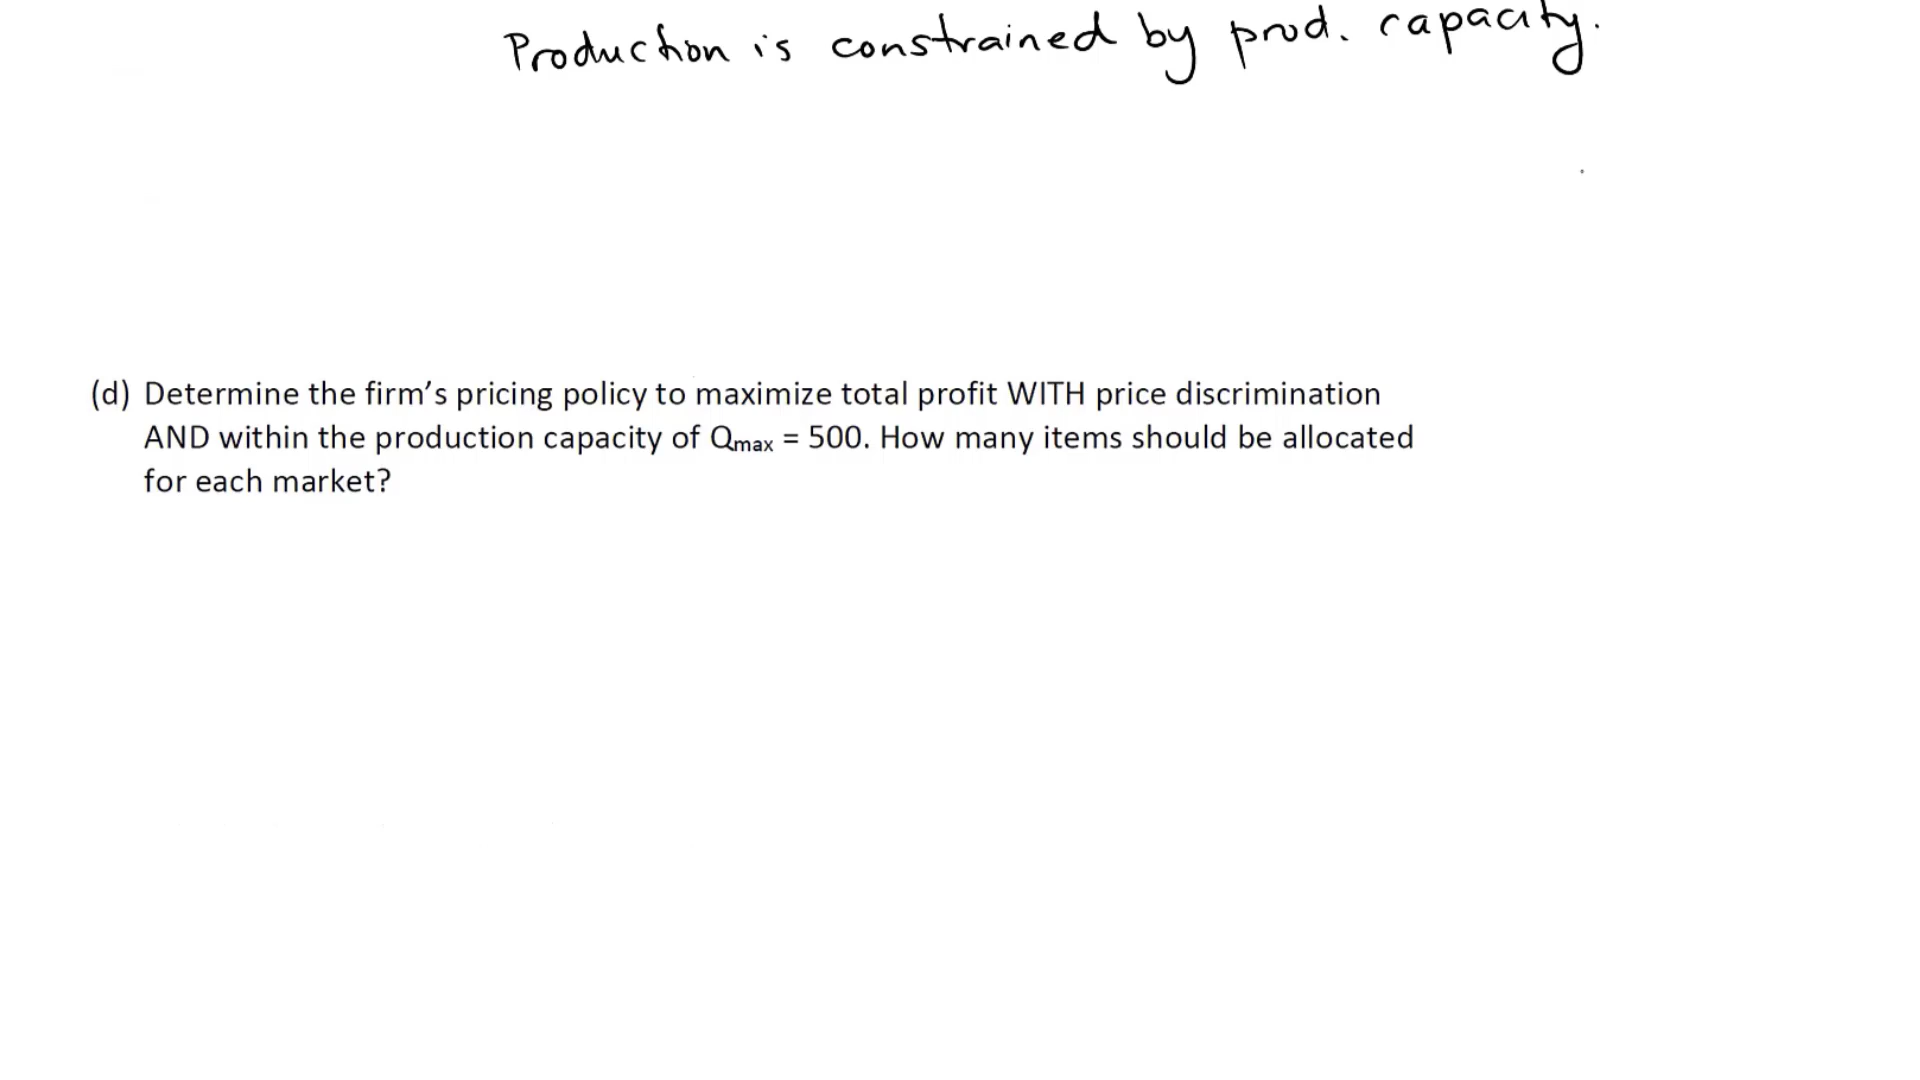 Production is constrained by prod. capacity.
(d) Determine the firm's pricing policy to maximize total profit WITH price discrimination
AND within the production capacity of Qmax = 500. How many items should be allocated
for each market?